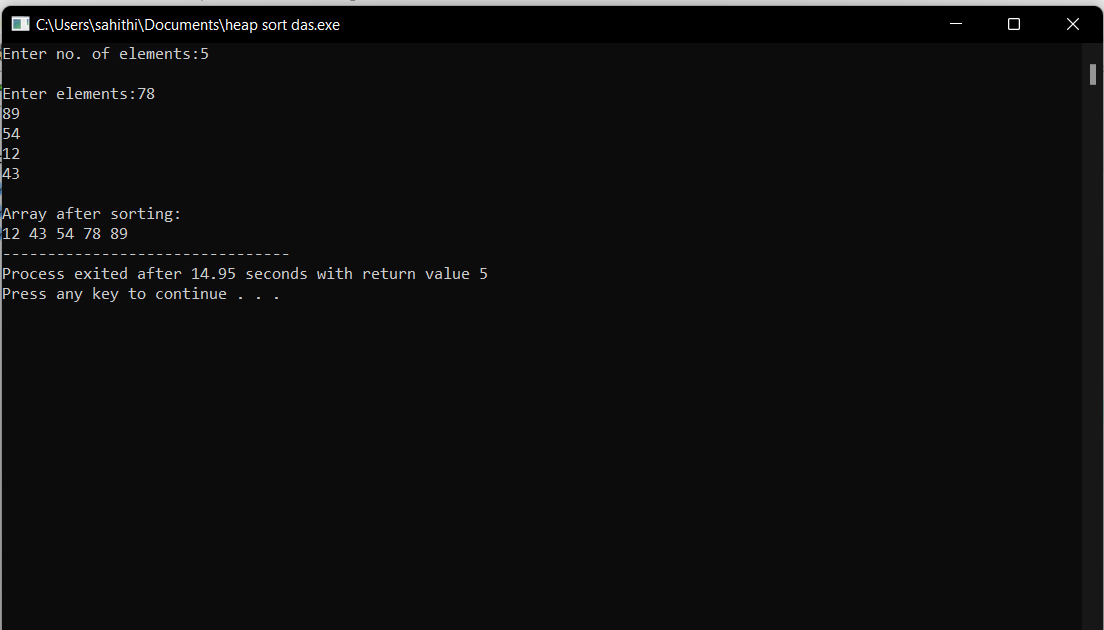 C:\Users\sahithi\Documents\heap sort das.exe
Enter no. of elements:5
Enter elements:78
89
54
12
43
Array after sorting:
12 43 54 78 89
--------------------------------
Process exited after 14.95 seconds with return value 5
Press any key to continue . . .